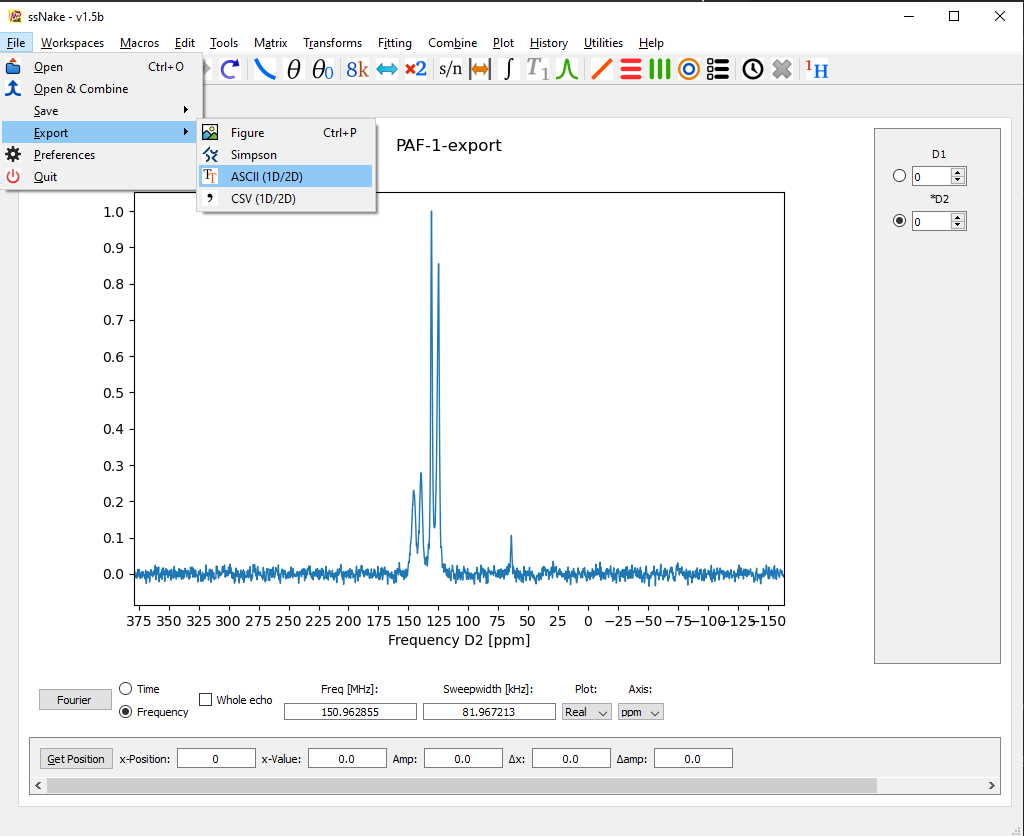 ssNake - v1.5b
File Workspaces Macros Edit Tools Matrix Transforms Fitting Combine Plot History Utilities Help
Open Ctrl+O
θ θ0 8k ×2 s/n ∫ T1 1H
Open & Combine
Save
Export
Preferences
Quit
Figure Ctrl+P
Simpson
ASCII (1D/2D)
CSV (1D/2D)
PAF-1-export
D1
0
*D2
0
1.0
0.9
0.8
0.7
0.6
0.5
0.4
0.3
0.2
0.1
0.0
375 350 325 300 275 250 225 200 175 150 125 100 75 50 25 0 −25 −50 −75 −100 −125 −150
Frequency D2 [ppm]
Fourier
Time
Frequency
Whole echo
Freq [MHz]: Sweepwidth [kHz]: Plot: Axis:
150.962855 81.967213 Real ppm
Get Position x-Position: 0 x-Value: 0.0 Amp: 0.0 Δx: 0.0 Δamp: 0.0